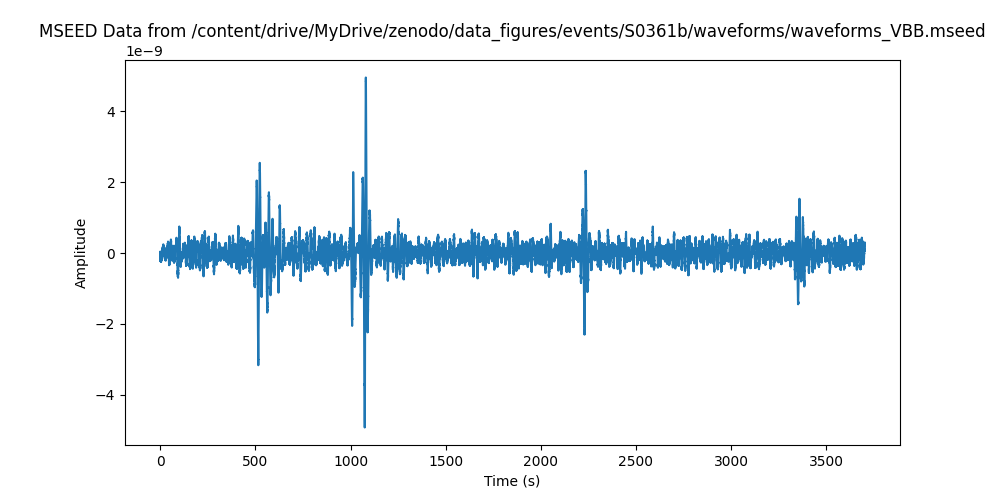 MSEED Data from /content/drive/MyDrive/zenodo/data_figures/events/S0361b/waveforms/waveforms_VBB.mseed
1e−9
4
2
0
−2
−4
Amplitude
0 500 1000 1500 2000 2500 3000 3500
Time (s)